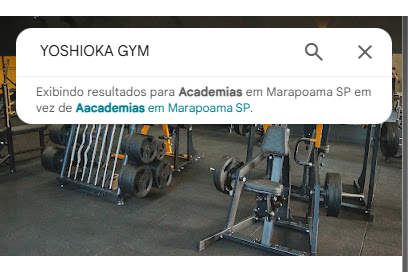 YOSHIOKA GYM
Exibindo resultados para Academias em Marapoama SP em
vez de Aacademias em Marapoama SP.